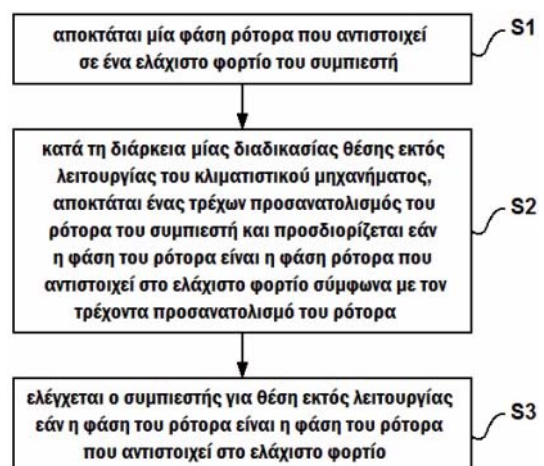 αποκτάται μία φάση ρότορα που αντιστοιχεί
σε ένα ελάχιστο φορτίο του συμπιεστή
S1
κατά τη διάρκεια μίας διαδικασίας θέσης εκτός
λειτουργίας του κλιματιστικού μηχανήματος,
αποκτάται ένας τρέχων προσανατολισμός του
ρότορα του συμπιεστή και προσδιορίζεται εάν
η φάση του ρότορα είναι η φάση ρότορα που
αντιστοιχεί στο ελάχιστο φορτίο σύμφωνα με τον
τρέχοντα προσανατολισμό του ρότορα
S2
ελέγχεται ο συμπιεστής για θέση εκτός λειτουργίας
εάν η φάση του ρότορα είναι η φάση του ρότορα
που αντιστοιχεί στο ελάχιστο φορτίο
S3